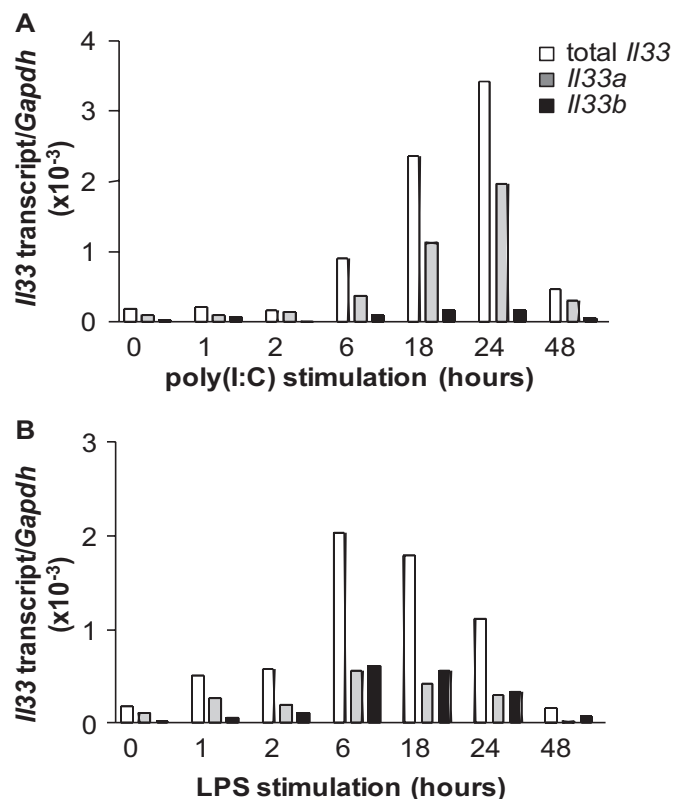 A
4
3
2
1
0
Il33 transcript/Gapdh
(x10-3)
total Il33
Il33a
Il33b
0 1 2 6 18 24 48
poly(I:C) stimulation (hours)
B
3
2
1
0
Il33 transcript/Gapdh
(x10-3)
0 1 2 6 18 24 48
LPS stimulation (hours)